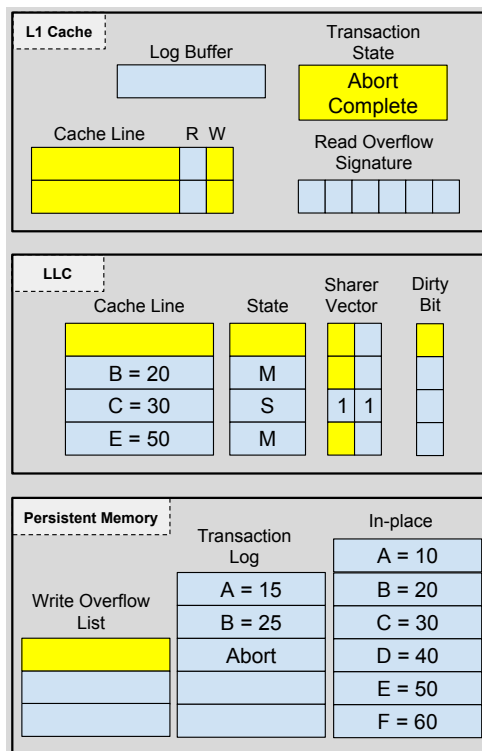 L1 Cache
Log Buffer
Transaction
State
Abort
Complete
Cache Line R W
Read Overflow
Signature
LLC
Cache Line State
Sharer
Vector
Dirty
Bit
B = 20 M
C = 30 S 1 1
E = 50 M
Persistent Memory
Write Overflow
List
Transaction
Log
A = 15
B = 25
Abort
In-place
A = 10
B = 20
C = 30
D = 40
E = 50
F = 60